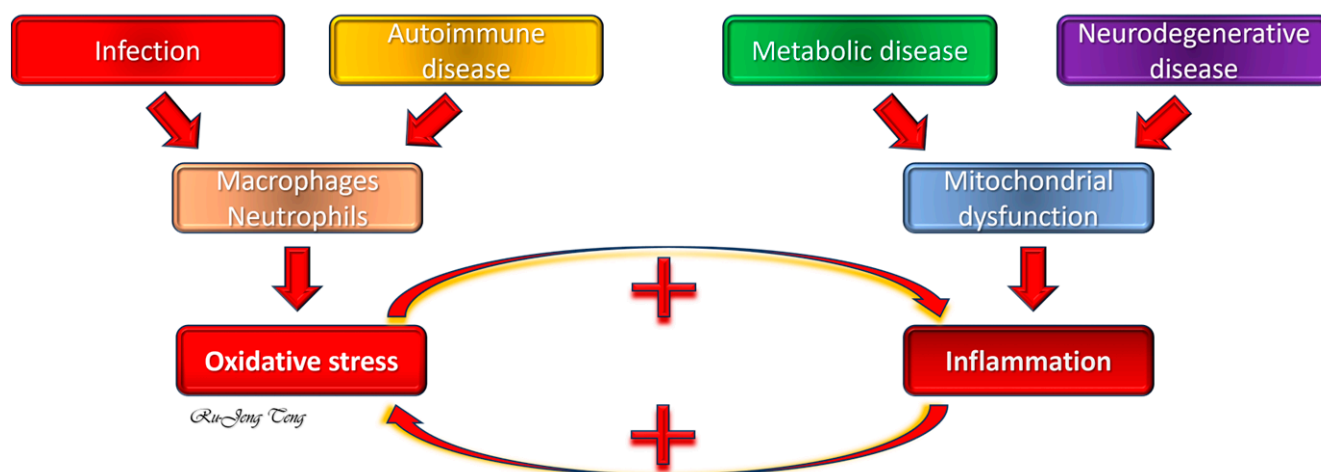 Infection
Autoimmune
disease
Metabolic disease
Neurodegenerative
disease
Macrophages
Neutrophils
Mitochondrial
dysfunction
+
Oxidative stress
Inflammation
Ru-Jeng Teng
+